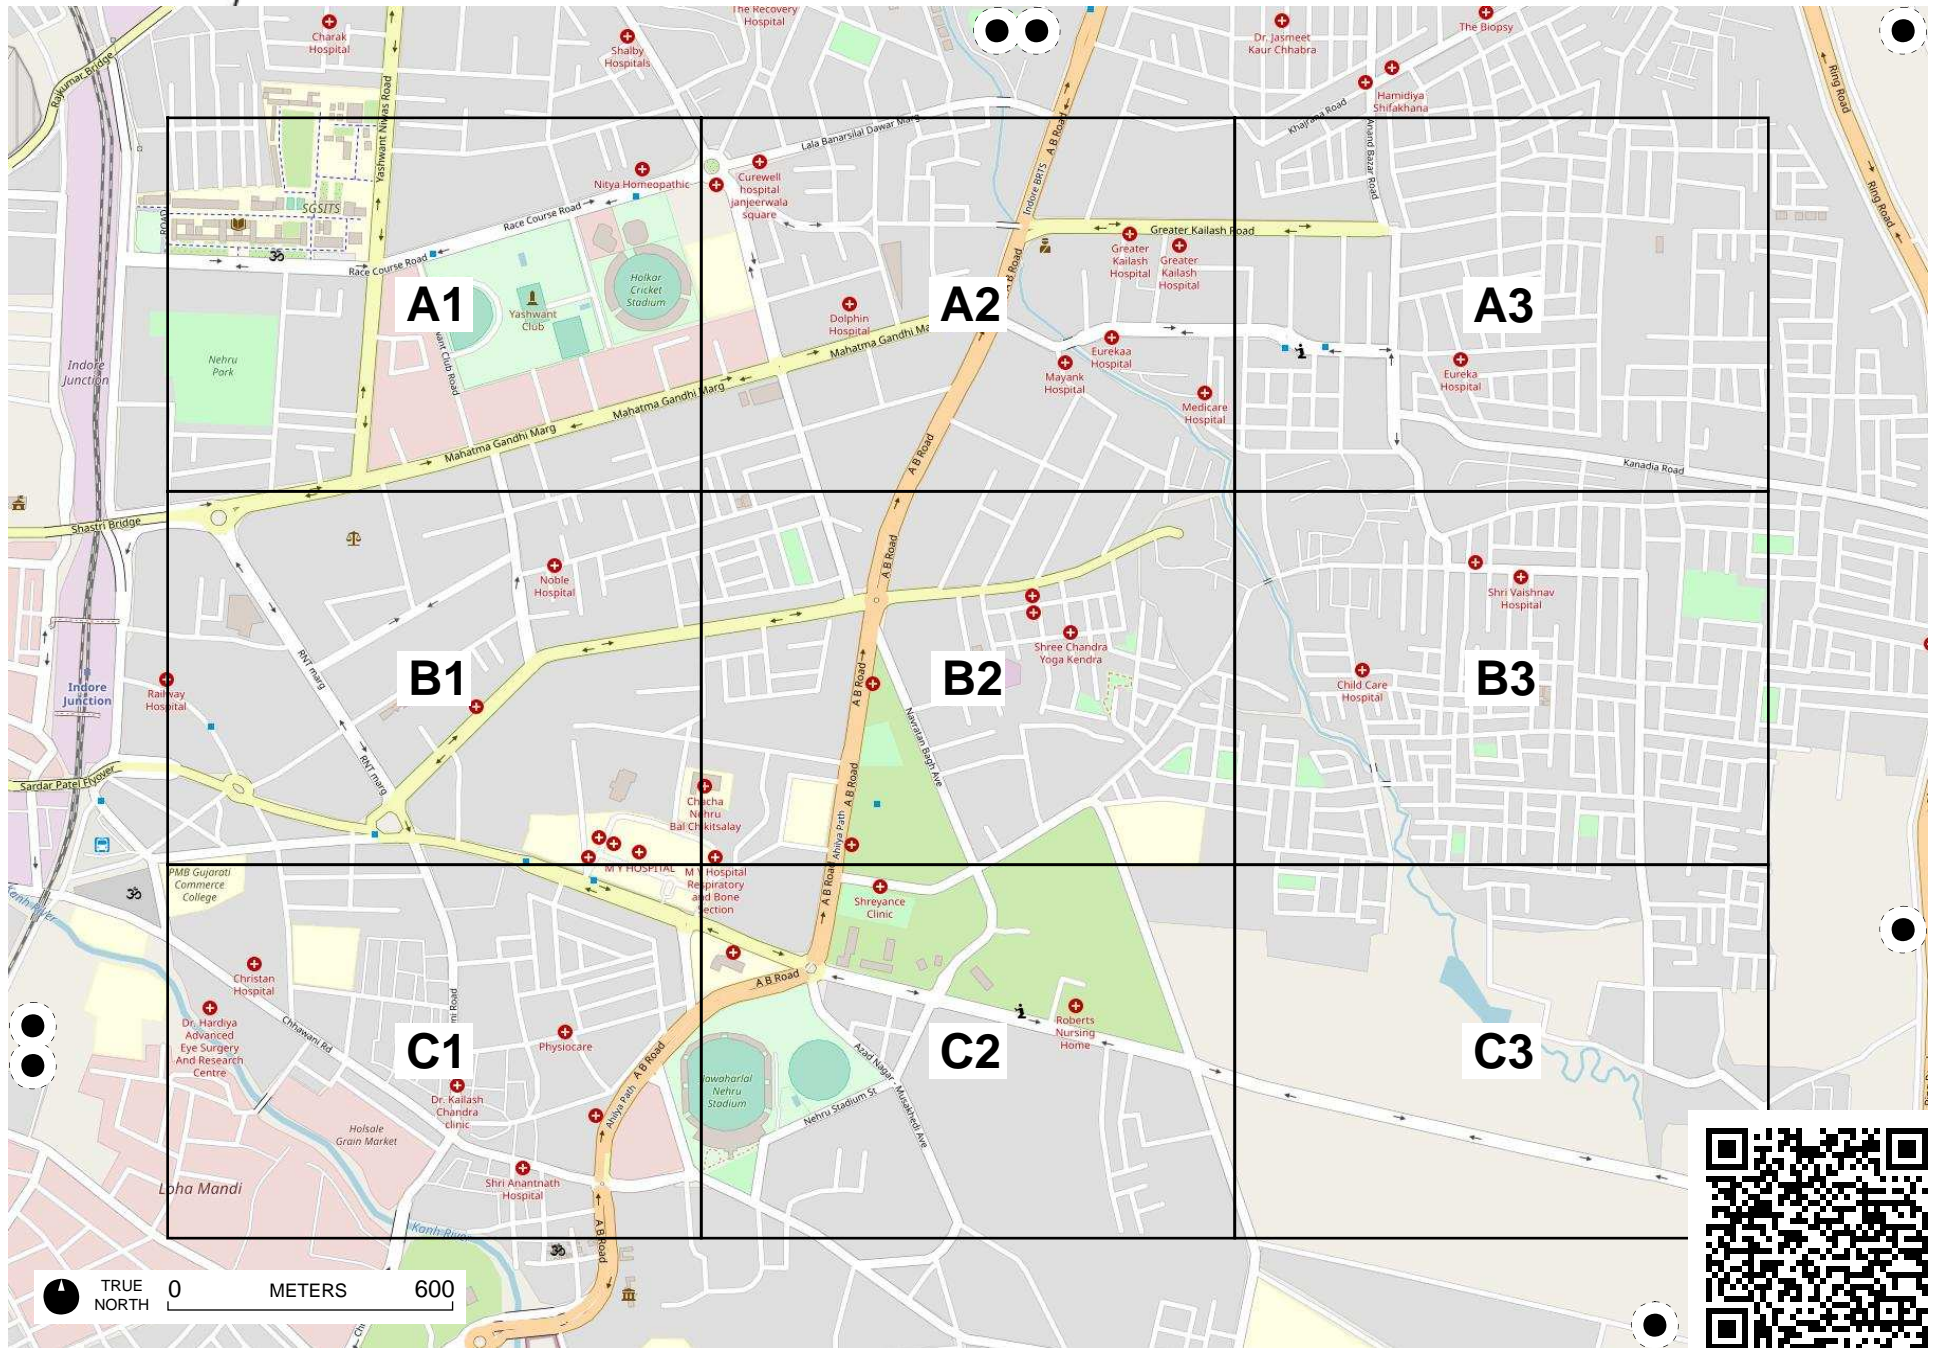 Charak
Hospital
Shalby
Hospitals
The Recovery
Hospital
Dr. Jasmeet
Kaur Chhabra
The Biopsy
Hamidiya
Shifakhana
Khajrana Road
Anand Bazar Road
Ring Road
Ring Road
Rajkumar Bridge
Yashwant Niwas Road
Lala Banarsilal Dawar Marg
A B Road
Indore BRTS
SGSITS
Nitya Homeopathic
Curewell
hospital
janjeerwala
square
Race Course Road
Race Course Road
Greater Kailash Road
Greater
Kailash
Hospital
Greater
Kailash
Hospital
Holkar
Cricket
Stadium
Yashwant
Club
A1
A2
A3
Dolphin
Hospital
Mahatma Gandhi Ma
Nehru
Park
Indore
Junction
Eurekaa
Hospital
Mayank
Hospital
Medicare
Hospital
Eureka
Hospital
Mahatma Gandhi Marg
Mahatma Gandhi Marg
A B Road
Kanadia Road
Shastri Bridge
A B Road
Noble
Hospital
Shri Vaishnav
Hospital
RNT marg
Shree Chandra
Yoga Kendra
Child Care
Hospital
B1
B2
B3
Railway
Hospital
Indore
Junction
A B Road
Navratan Bagh Ave
RNT marg
Sardar Patel Flyover
A B Road
Ahilya Path
Chacha
Nehru
Bal Chikitsalay
M Y HOSPITAL
M Y Hospital
Respiratory
and Bone
Section
PMB Gujarati
Commerce
College
A B Road
Shreyance
Clinic
Christan
Hospital
A B Road
Dr. Hardiya
Advanced
Eye Surgery
And Research
Centre
Chhawani Rd
Physiocare
Roberts
Nursing
Home
C1
C2
C3
A B Road
Ahilya Path
Azad Nagar - Musakhedi Ave
Jawaharlal
Nehru
Stadium
Nehru Stadium St
Dr. Kailash
Chandra
clinic
Holsale
Grain Market
Loha Mandi
Shri Anantnath
Hospital
Kanh River
A B Road
TRUE
NORTH
0 METERS 600